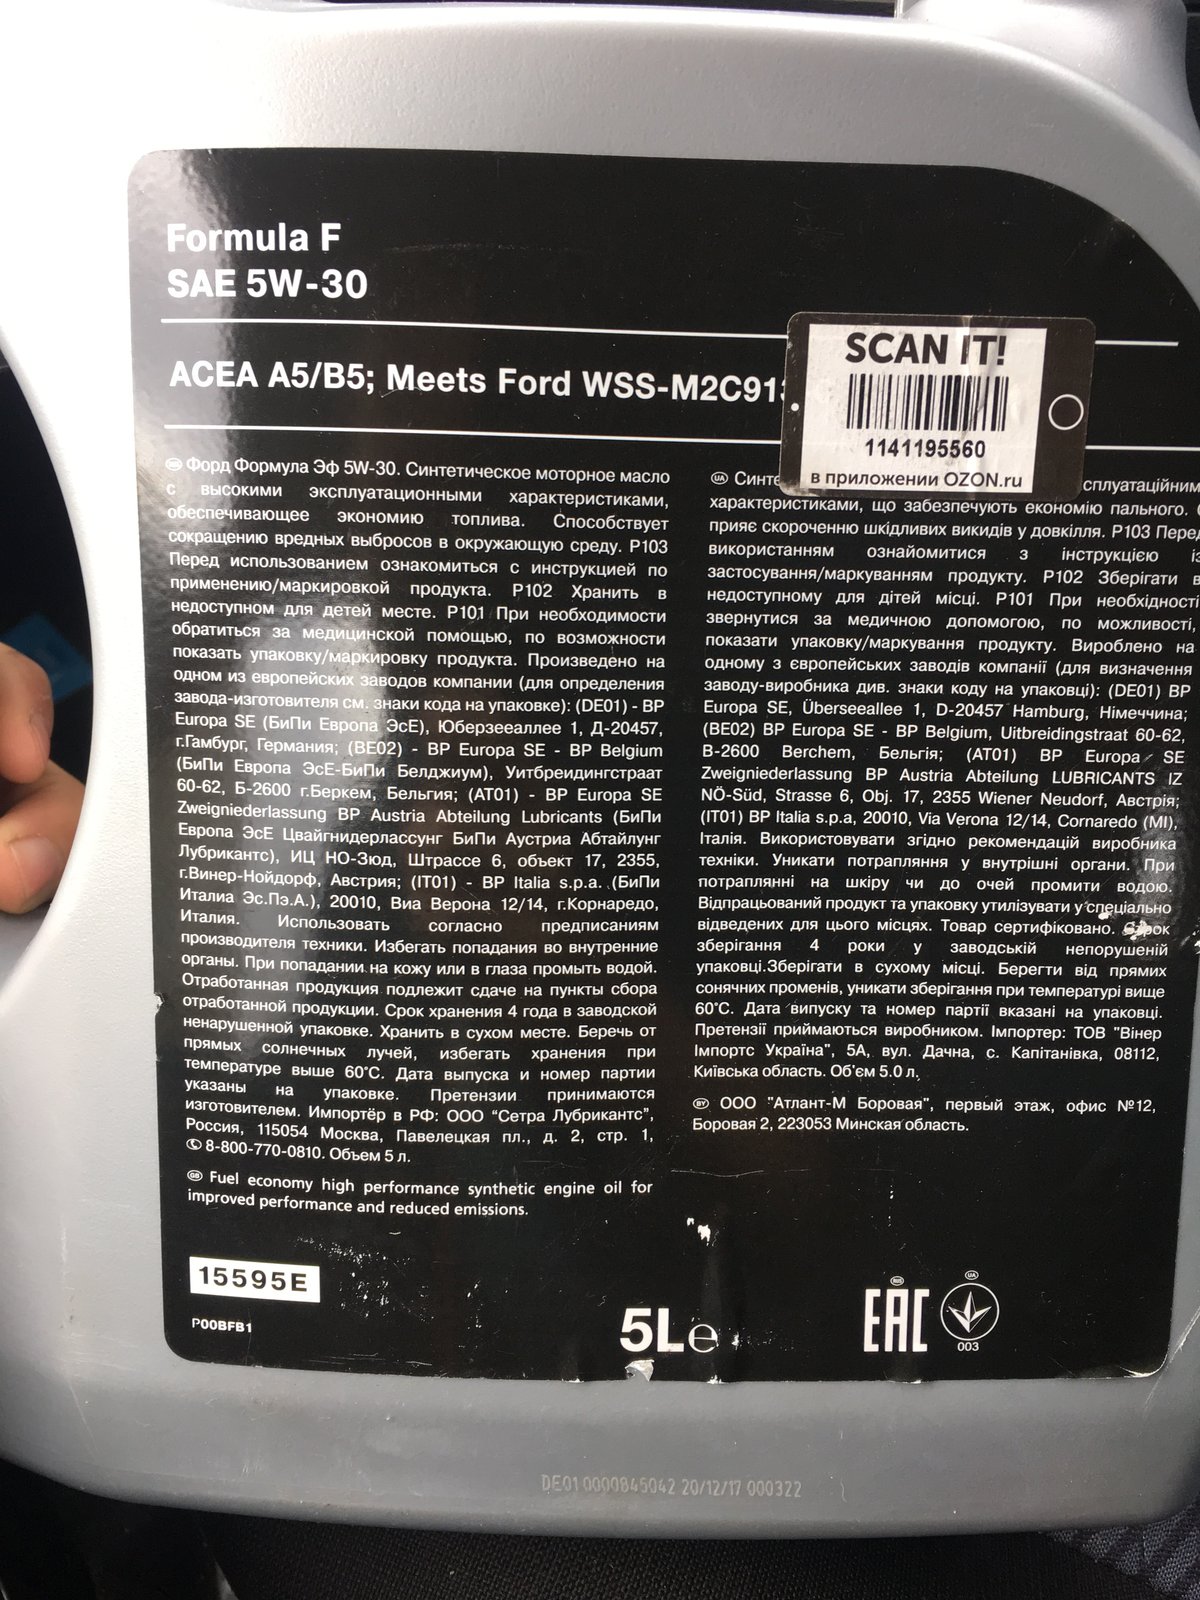 Formula F
SAE 5W-30
ACEA A5/B5; Meets Ford WSS-M2C913
SCAN IT!
1141195560
в приложении OZON.ru
RUS Форд Формула Эф 5W-30. Синтетическое моторное масло
с высокими эксплуатационными характеристиками,
обеспечивающее экономию топлива. Способствует
сокращению вредных выбросов в окружающую среду. P103
Перед использованием ознакомиться с инструкцией по
применению/маркировкой продукта. P102 Хранить в
недоступном для детей месте. P101 При необходимости
обратиться за медицинской помощью, по возможности
показать упаковку/маркировку продукта. Произведено на
одном из европейских заводов компании (для определения
завода-изготовителя см. знаки кода на упаковке): (DE01) - BP
Europa SE (БиПи Европа ЭсЕ), Юберзееаллее 1, Д-20457,
г.Гамбург, Германия; (BE02) - BP Europa SE - BP Belgium
(БиПи Европа ЭсЕ-БиПи Белджиум), Уитбреидингстраат
60-62, Б-2600 г.Беркем, Бельгия; (AT01) - BP Europa SE
Zweigniederlassung BP Austria Abteilung Lubricants (БиПи
Европа ЭсЕ Цвайгнидерлассунг БиПи Аустриа Абтайлунг
Лубрикантс), ИЦ НО-Зюд, Штрассе 6, объект 17, 2355,
г.Винер-Нойдорф, Австрия; (IT01) - BP Italia s.p.a. (БиПи
Италиа Эс.Пэ.А.), 20010, Виа Верона 12/14, г.Корнаредо,
Италия. Использовать согласно предписаниям
производителя техники. Избегать попадания во внутренние
органы. При попадании на кожу или в глаза промыть водой.
Отработанная продукция подлежит сдаче на пункты сбора
отработанной продукции. Срок хранения 4 года в заводской
ненарушенной упаковке. Хранить в сухом месте. Беречь от
прямых солнечных лучей, избегать хранения при
температуре выше 60°C. Дата выпуска и номер партии
указаны на упаковке. Претензии принимаются
изготовителем. Импортёр в РФ: ООО “Сетра Лубрикантс”,
Россия, 115054 Москва, Павелецкая пл., д. 2, стр. 1,
✆ 8-800-770-0810. Объем 5 л.
GB Fuel economy high performance synthetic engine oil for
improved performance and reduced emissions.
UA Синте сплуатаційним
характеристиками, що забезпечують економію пального. С
прияє скороченню шкідливих викидів у довкілля. P103 Перед
використанням ознайомитися з інструкцією із
застосування/маркуванням продукту. P102 Зберігати в
недоступному для дітей місці. P101 При необхідності
звернутися за медичною допомогою, по можливості,
показати упаковку/маркування продукту. Вироблено на
одному з європейських заводів компанії (для визначення
заводу-виробника див. знаки коду на упаковці): (DE01) BP
Europa SE, Überseeallee 1, D-20457 Hamburg, Німеччина;
(BE02) BP Europa SE - BP Belgium, Uitbreidingstraat 60-62,
B-2600 Berchem, Бельгія; (AT01) BP Europa SE
Zweigniederlassung BP Austria Abteilung LUBRICANTS IZ
NÖ-Süd, Strasse 6, Obj. 17, 2355 Wiener Neudorf, Австрія;
(IT01) BP Italia s.p.a, 20010, Via Verona 12/14, Cornaredo (MI),
Італія. Використовувати згідно рекомендацій виробника
техніки. Уникати потрапляння у внутрішні органи. При
потраплянні на шкіру чи до очей промити водою.
Відпрацьований продукт та упаковку утилізувати у спеціально
відведених для цього місцях. Товар сертифіковано. Строк
зберігання 4 роки у заводській непорушеній
упаковці.Зберігати в сухому місці. Берегти від прямих
сонячних променів, уникати зберігання при температурі вище
60°C. Дата випуску та номер партії вказані на упаковці.
Претензії приймаються виробником. Імпортер: ТОВ "Вінер
Імпортс Україна", 5А, вул. Дачна, с. Капітанівка, 08112,
Київська область. Об'єм 5.0 л.
BY ООО "Атлант-М Боровая", первый этаж, офис №12,
Боровая 2, 223053 Минская область.
15595E
P00BFB1
5L e
RUS
EAC
UA
003
DE01 0000845042 20/12/17 000322